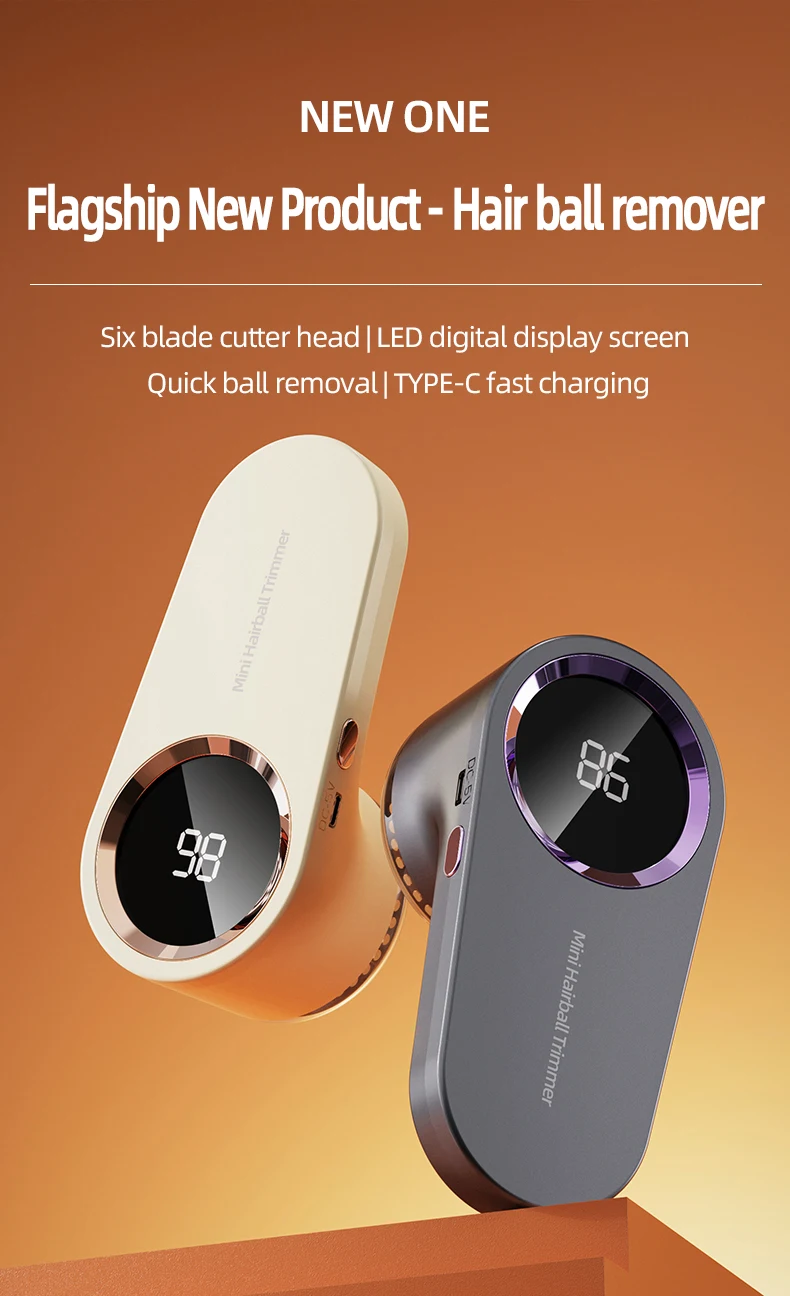 NEW ONE
Flagship New Product - Hair ball remover
Six blade cutter head | LED digital display screen
Quick ball removal | TYPE-C fast charging
Mini Hairball Trimmer
98
DC-5V
98
DC-5V
Mini Hairball Trimmer